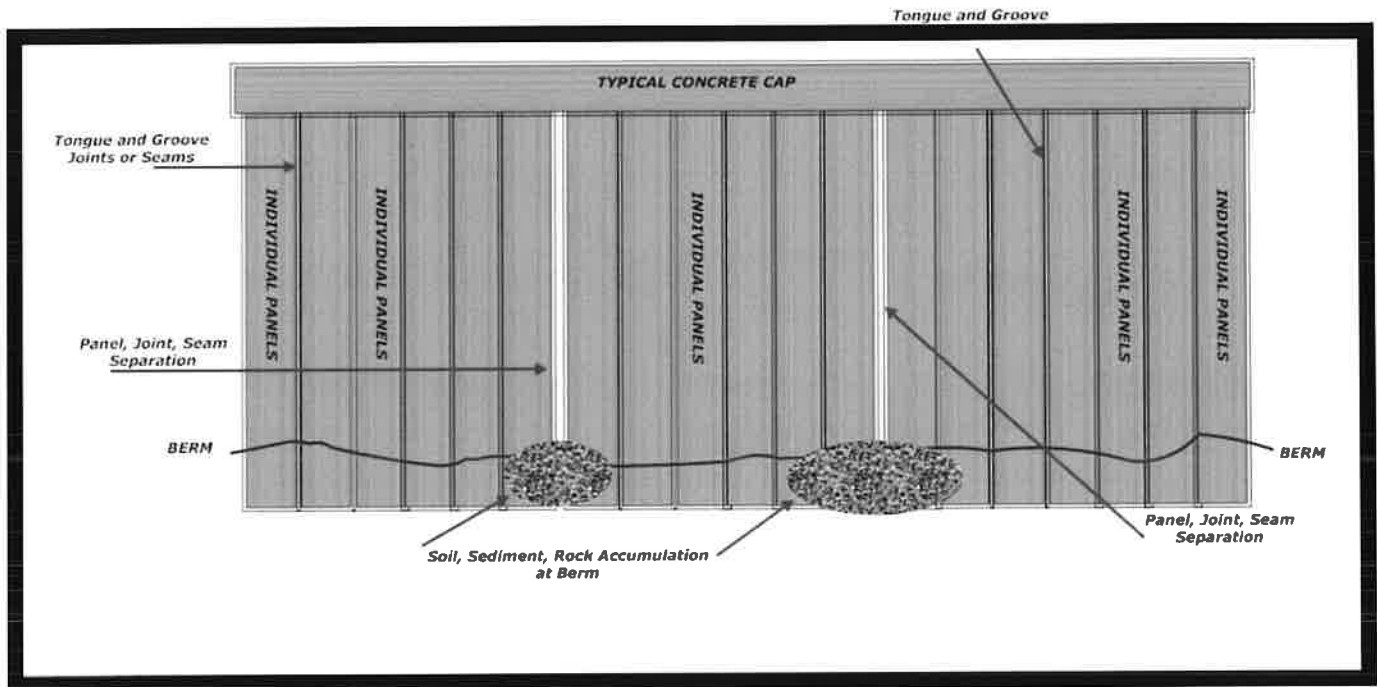 Tongue and Groove
TYPICAL CONCRETE CAP
Tongue and Groove
Joints or Seams
INDIVIDUAL PANELS
INDIVIDUAL PANELS
INDIVIDUAL PANELS
INDIVIDUAL PANELS
INDIVIDUAL PANELS
Panel, Joint, Seam
Separation
BERM
BERM
Panel, Joint, Seam
Separation
Soil, Sediment, Rock Accumulation
at Berm